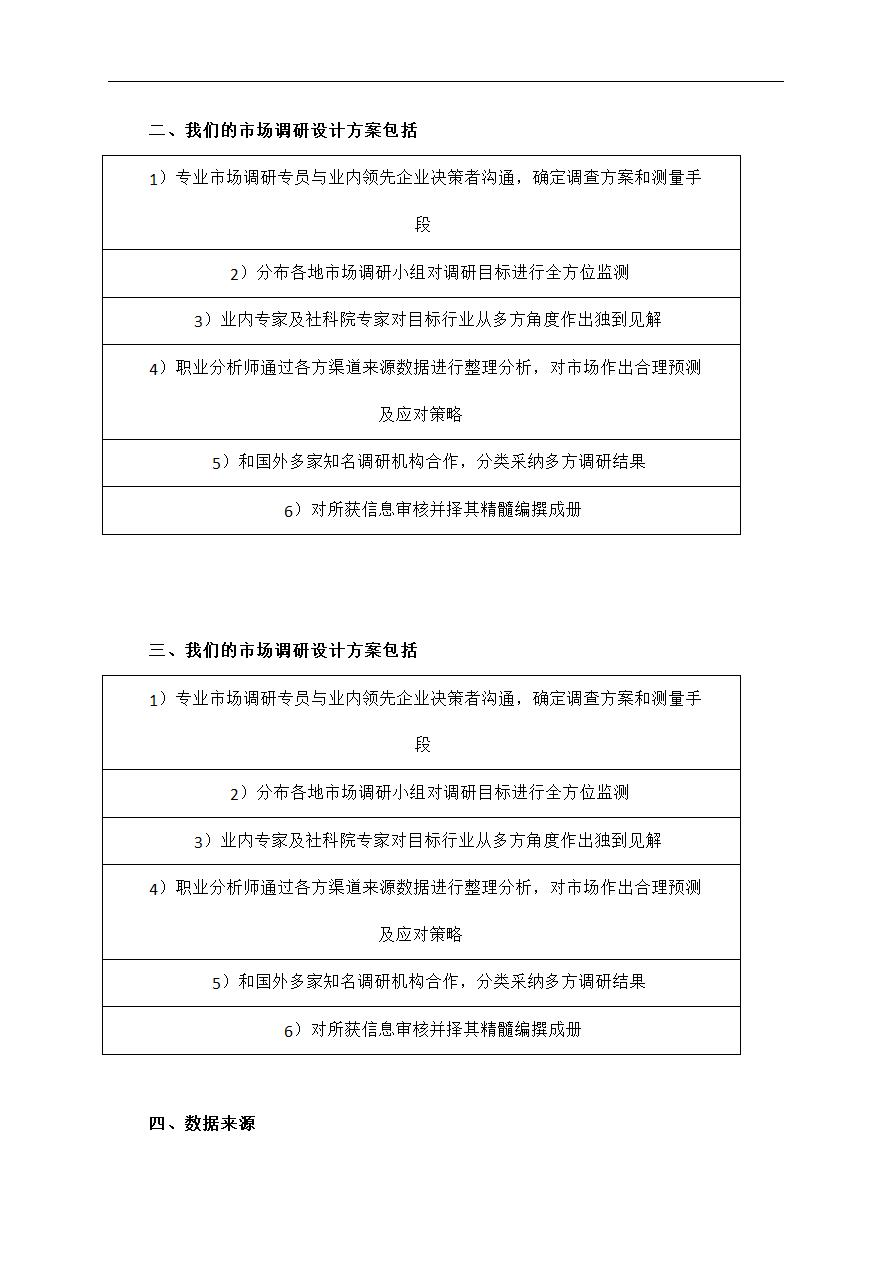 二、我们的市场调研设计方案包括
1）专业市场调研专员与业内领先企业决策者沟通，确定调查方案和测量手
段
2）分布各地市场调研小组对调研目标进行全方位监测
3）业内专家及社科院专家对目标行业从多方角度作出独到见解
4）职业分析师通过各方渠道来源数据进行整理分析，对市场作出合理预测
及应对策略
5）和国外多家知名调研机构合作，分类采纳多方调研结果
6）对所获信息审核并择其精髓编撰成册
三、我们的市场调研设计方案包括
1）专业市场调研专员与业内领先企业决策者沟通，确定调查方案和测量手
段
2）分布各地市场调研小组对调研目标进行全方位监测
3）业内专家及社科院专家对目标行业从多方角度作出独到见解
4）职业分析师通过各方渠道来源数据进行整理分析，对市场作出合理预测
及应对策略
5）和国外多家知名调研机构合作，分类采纳多方调研结果
6）对所获信息审核并择其精髓编撰成册
四、数据来源